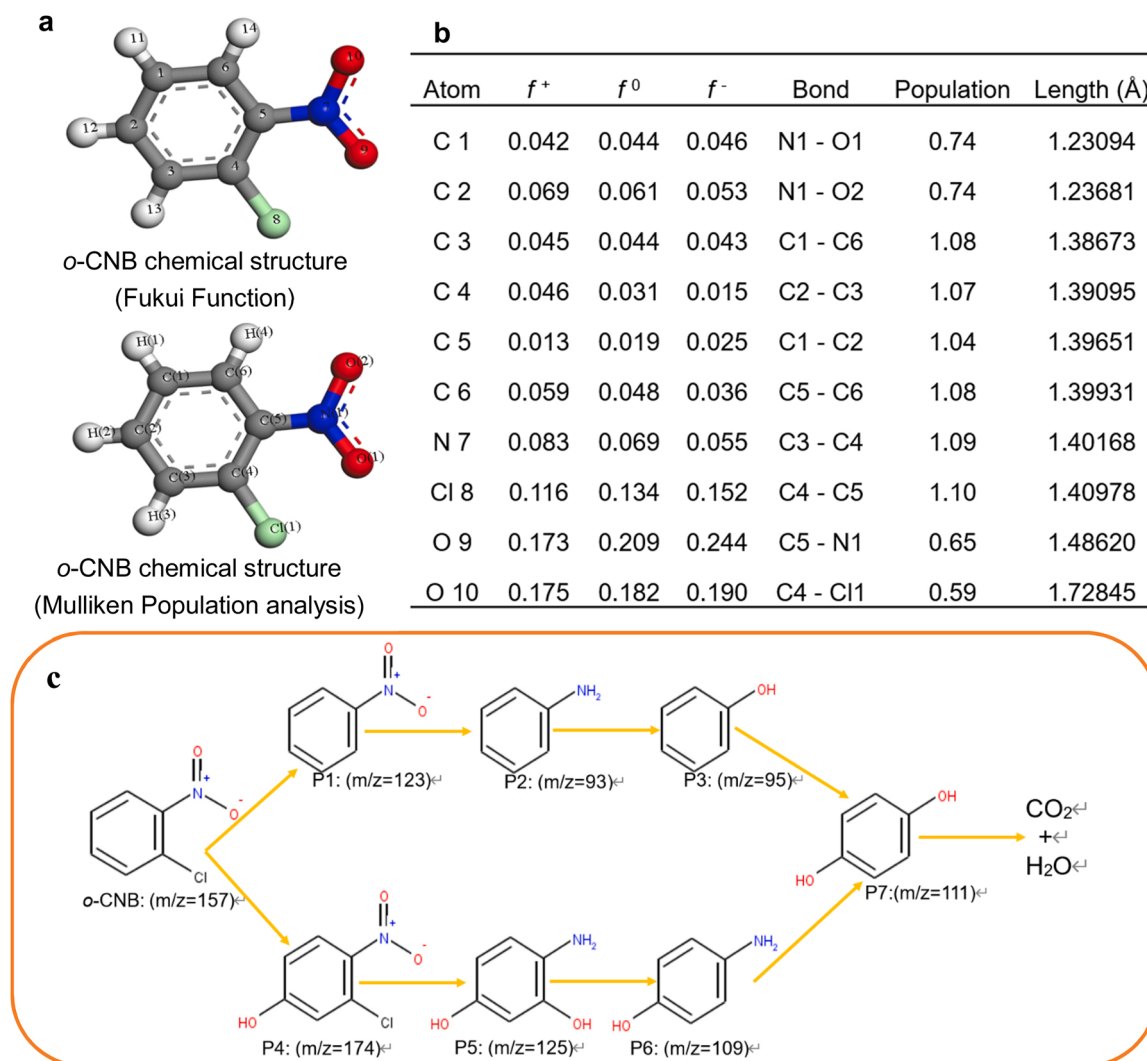 a
11
14
10
1
6
12
2
5
7
3
4
9
13
8
o-CNB chemical structure
(Fukui Function)
H(1)
H(4)
O(2)
C(1)
C(6)
H(2)
C(2)
C(5)
N(1)
C(3)
C(4)
O(1)
H(3)
Cl(1)
o-CNB chemical structure
(Mulliken Population analysis)
b
Atom f + f 0 f - Bond Population Length (Å)
C 1 0.042 0.044 0.046 N1 - O1 0.74 1.23094
C 2 0.069 0.061 0.053 N1 - O2 0.74 1.23681
C 3 0.045 0.044 0.043 C1 - C6 1.08 1.38673
C 4 0.046 0.031 0.015 C2 - C3 1.07 1.39095
C 5 0.013 0.019 0.025 C1 - C2 1.04 1.39651
C 6 0.059 0.048 0.036 C5 - C6 1.08 1.39931
N 7 0.083 0.069 0.055 C3 - C4 1.09 1.40168
Cl 8 0.116 0.134 0.152 C4 - C5 1.10 1.40978
O 9 0.173 0.209 0.244 C5 - N1 0.65 1.48620
O 10 0.175 0.182 0.190 C4 - Cl1 0.59 1.72845
c
O
N+
O-
Cl
o-CNB: (m/z=157)↵
O
N+
O-
P1: (m/z=123)↵
NH2
P2: (m/z=93)↵
OH
P3: (m/z=95)↵
O
N+
O-
HO
Cl
P4: (m/z=174)↵
NH2
HO
OH
P5: (m/z=125)↵
NH2
HO
P6: (m/z=109)↵
OH
HO
P7:(m/z=111)↵
CO2↵
+↵
H2O↵